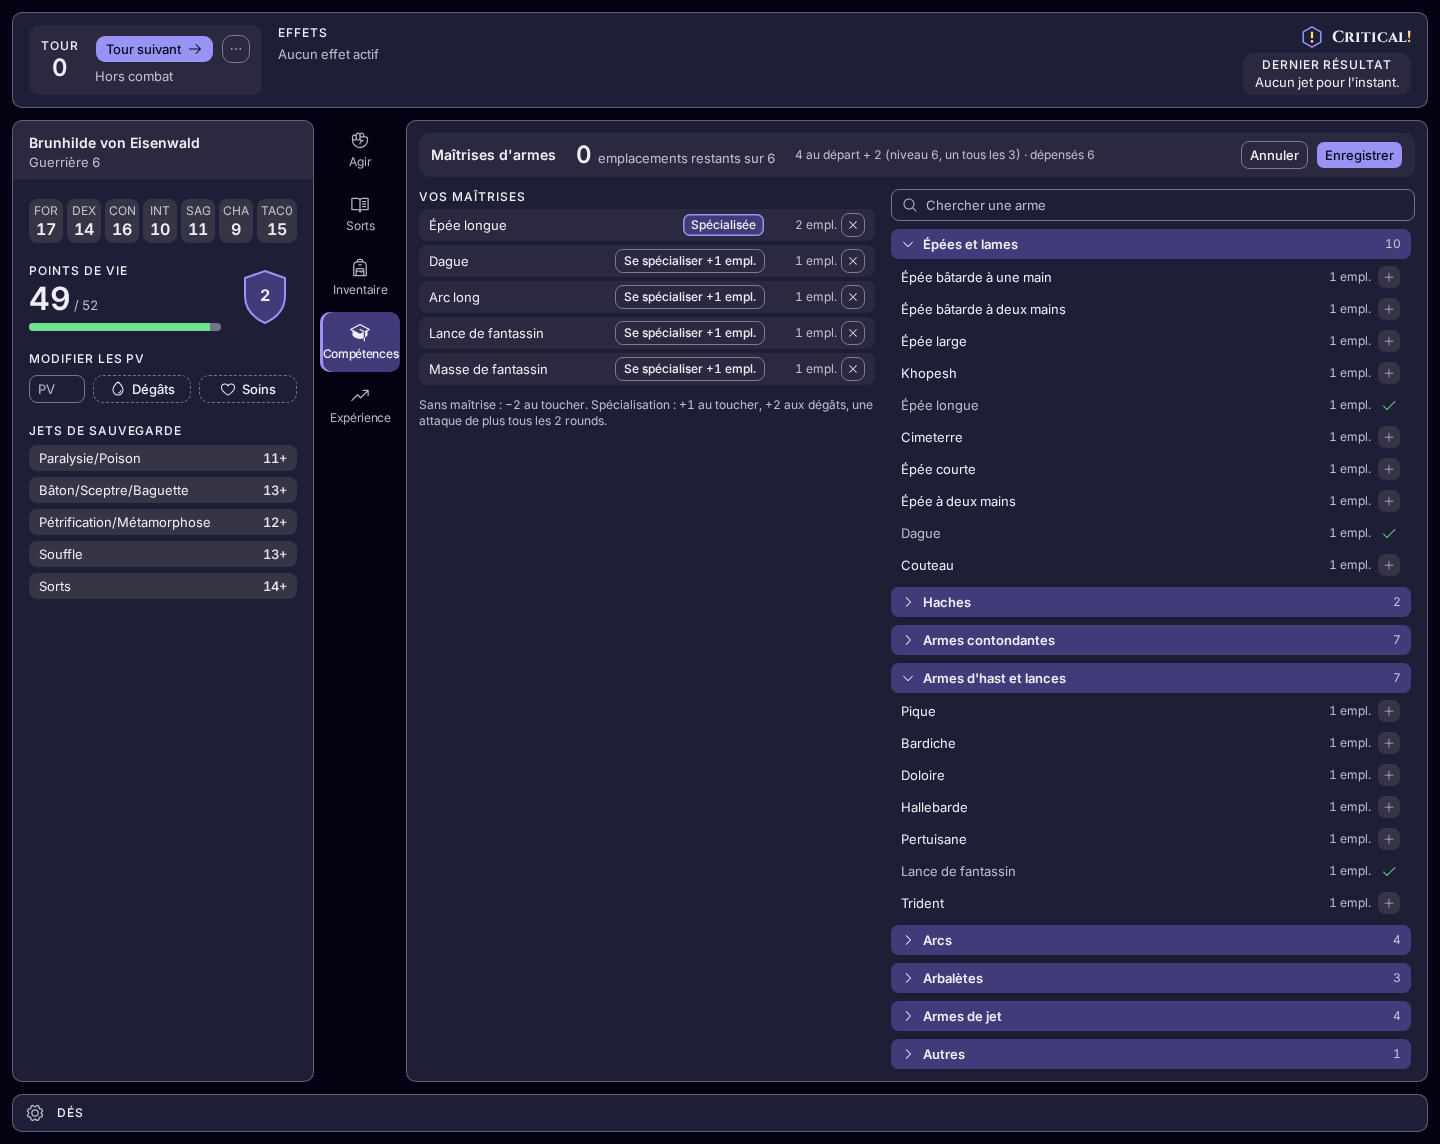 TOUR
0
Tour suivant
Hors combat
EFFETS
Aucun effet actif
CRITICAL!
DERNIER RÉSULTAT
Aucun jet pour l'instant.
Brunhilde von Eisenwald
Guerrière 6
FOR DEX CON INT SAG CHA TAC0
17 14 16 10 11 9 15
POINTS DE VIE
49 / 52
2
MODIFIER LES PV
PV Dégâts Soins
JETS DE SAUVEGARDE
Paralysie/Poison 11+
Bâton/Sceptre/Baguette 13+
Pétrification/Métamorphose 12+
Souffle 13+
Sorts 14+
Agir
Sorts
Inventaire
Compétences
Expérience
Maîtrises d'armes 0 emplacements restants sur 6 4 au départ + 2 (niveau 6, un tous les 3) · dépensés 6 Annuler Enregistrer
VOS MAÎTRISES
Épée longue Spécialisée 2 empl.
Dague Se spécialiser +1 empl. 1 empl.
Arc long Se spécialiser +1 empl. 1 empl.
Lance de fantassin Se spécialiser +1 empl. 1 empl.
Masse de fantassin Se spécialiser +1 empl. 1 empl.
Sans maîtrise : −2 au toucher. Spécialisation : +1 au toucher, +2 aux dégâts, une
attaque de plus tous les 2 rounds.
Chercher une arme
Épées et lames 10
Épée bâtarde à une main 1 empl.
Épée bâtarde à deux mains 1 empl.
Épée large 1 empl.
Khopesh 1 empl.
Épée longue 1 empl.
Cimeterre 1 empl.
Épée courte 1 empl.
Épée à deux mains 1 empl.
Dague 1 empl.
Couteau 1 empl.
Haches 2
Armes contondantes 7
Armes d'hast et lances 7
Pique 1 empl.
Bardiche 1 empl.
Doloire 1 empl.
Hallebarde 1 empl.
Pertuisane 1 empl.
Lance de fantassin 1 empl.
Trident 1 empl.
Arcs 4
Arbalètes 3
Armes de jet 4
Autres 1
DÉS